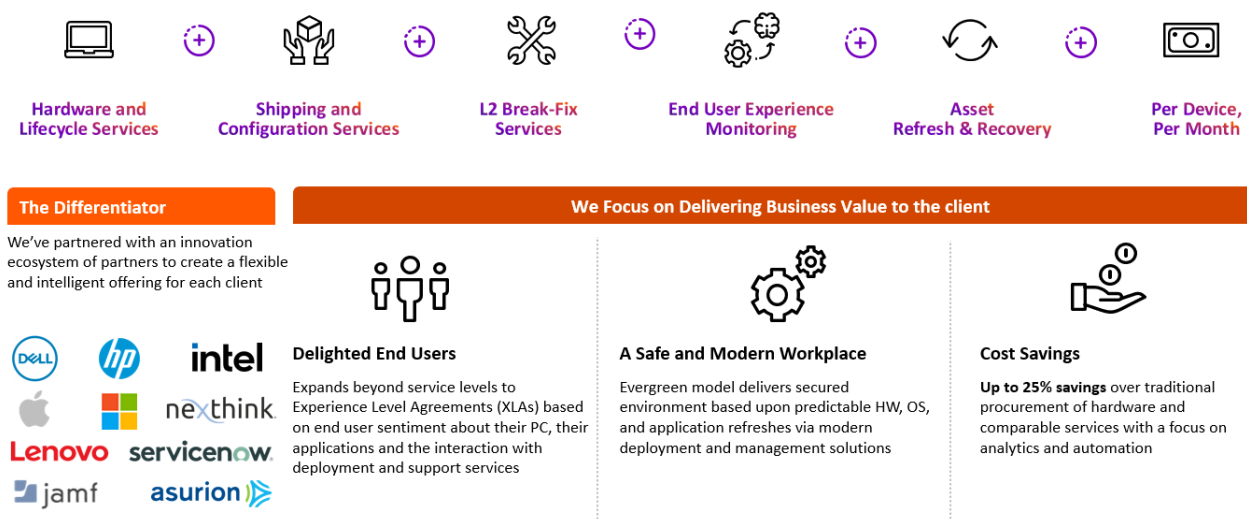 Hardware and
Lifecycle Services
Shipping and
Configuration Services
L2 Break-Fix
Services
End User Experience
Monitoring
Asset
Refresh & Recovery
Per Device,
Per Month
The Differentiator
We’ve partnered with an innovation
ecosystem of partners to create a flexible
and intelligent offering for each client
DELL
hp
intel
nexthink
Lenovo
servicenow
jamf
asurion
We Focus on Delivering Business Value to the client
Delighted End Users
Expands beyond service levels to
Experience Level Agreements (XLAs) based
on end user sentiment about their PC, their
applications and the interaction with
deployment and support services
A Safe and Modern Workplace
Evergreen model delivers secured
environment based upon predictable HW, OS,
and application refreshes via modern
deployment and management solutions
Cost Savings
Up to 25% savings over traditional
procurement of hardware and
comparable services with a focus on
analytics and automation